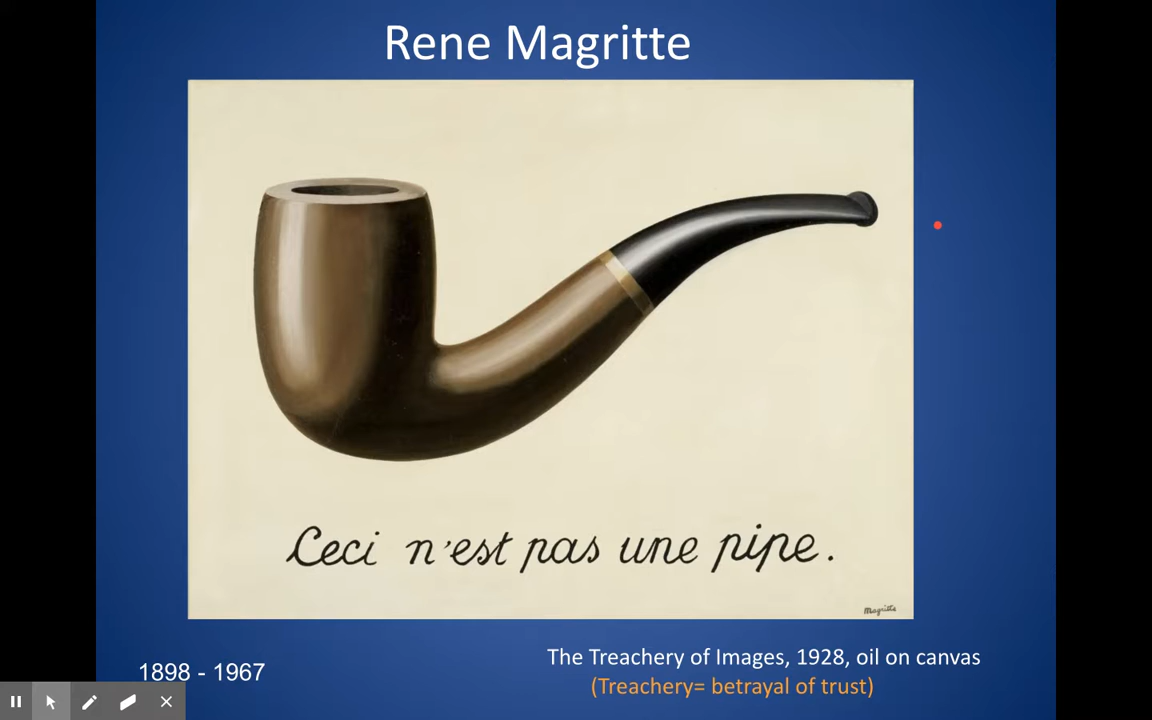 Rene Magritte
Ceci n'est pas une pipe.
Magritte
The Treachery of Images, 1928, oil on canvas
1898 - 1967
(Treachery= betrayal of trust)